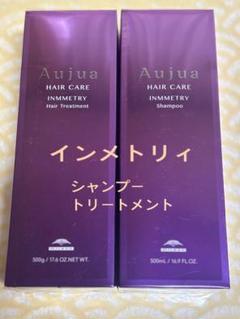 Aujua
HAIR CARE
INMMETRY
Hair Treatment
500g / 17.6 OZ.NET WT.
Aujua
HAIR CARE
INMMETRY
Shampoo
500mL / 16.9 FL.OZ.
インメトリィ
シャンプー
トリートメント